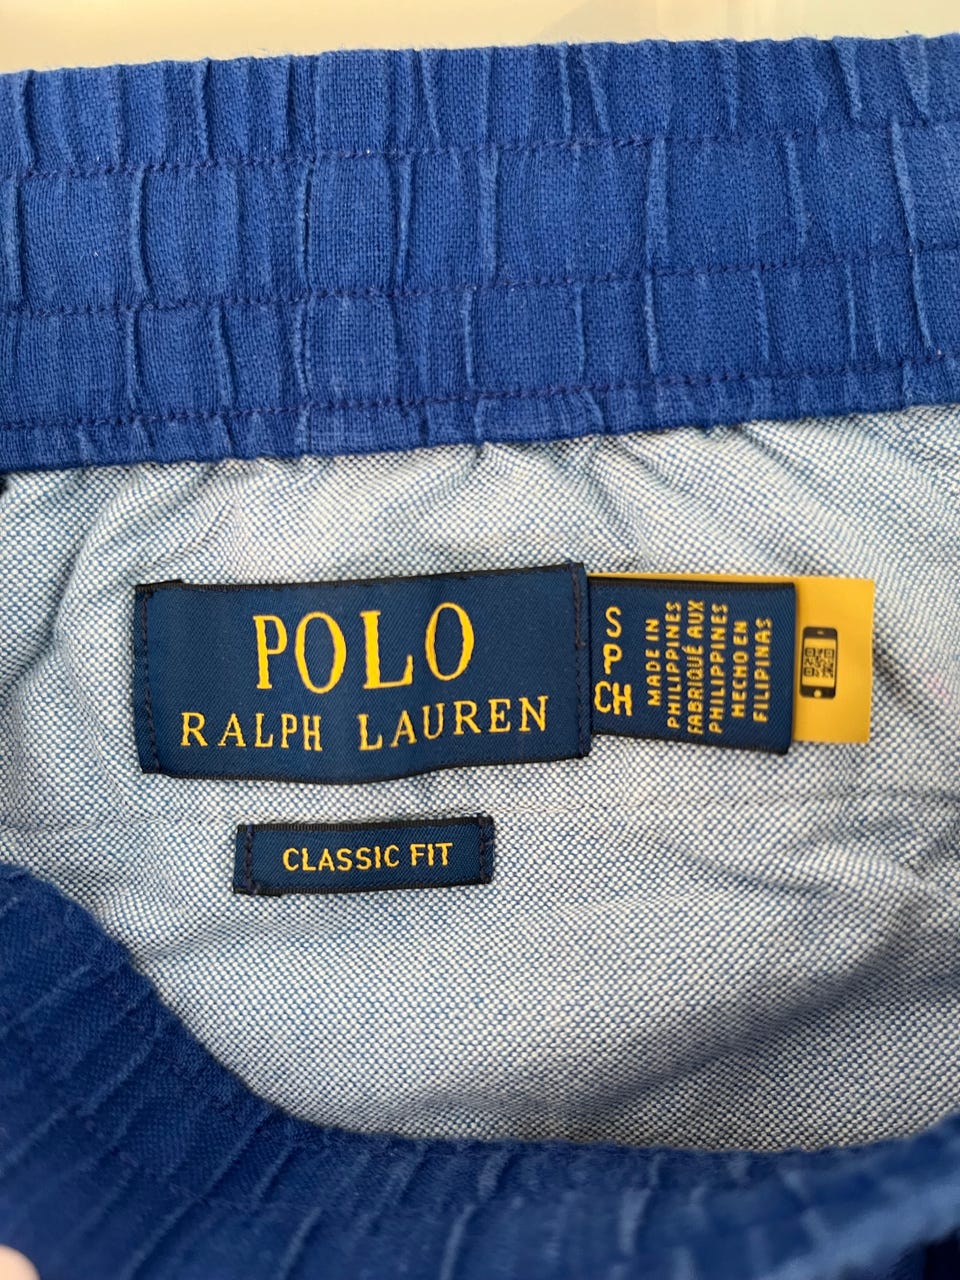 POLO
RALPH LAUREN
S
P
CH
MADE IN
PHILIPPINES
FABRIQUÉ AUX
PHILIPPINES
HECHO EN
FILIPINAS
CLASSIC FIT